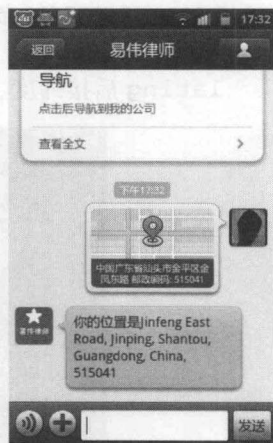 17:32
返回
易伟律师
导航
点击后导航到我的公司
查看全文
下午17:32
中国广东省汕头市金平区金
凤东路 邮政编码: 515041
你的位置是Jinfeng East
Road, Jinping, Shantou,
Guangdong, China,
515041
发送